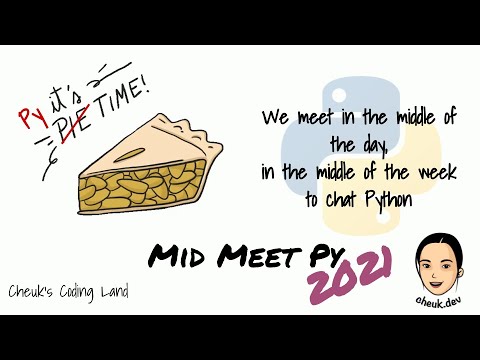 it's
Py PIE TIME!
We meet in the middle of
the day,
in the middle of the week
to chat Python
Mid Meet Py
2021
Cheuk's Coding Land
cheuk.dev